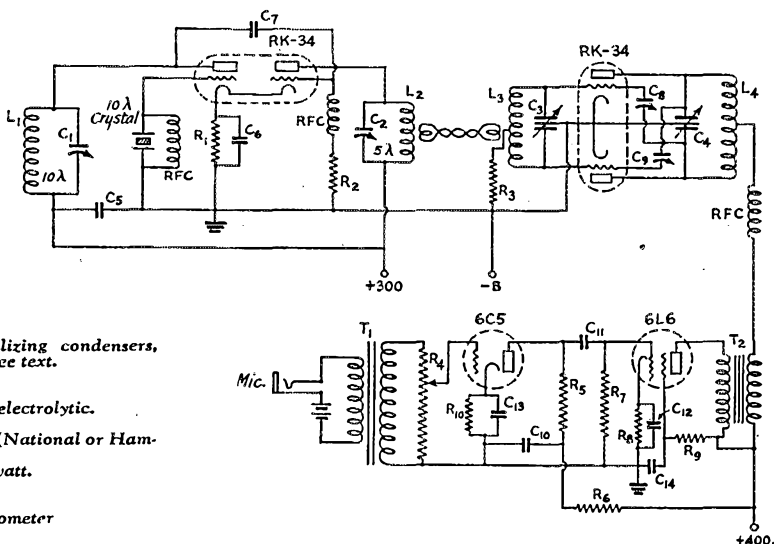 C7
RK-34
RK-34
L1
C1
10λ
10λ
Crystal
RFC
R1
C6
RFC
R2
C2
5λ
L2
L3
C3
C8
C9
C4
L4
R3
RFC
C5
+300
-B
lizing condensers,
ee text.
electrolytic.
(National or Ham-
watt.
ometer
Mic.
T1
R4
6C5
R10
C13
C10
R5
C11
R7
6L6
R8
C12
R9
C14
T2
R6
+400